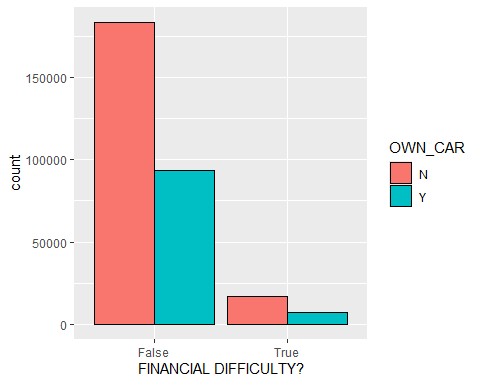 150000
100000
50000
0
count
False
True
FINANCIAL DIFFICULTY?
OWN_CAR
N
Y